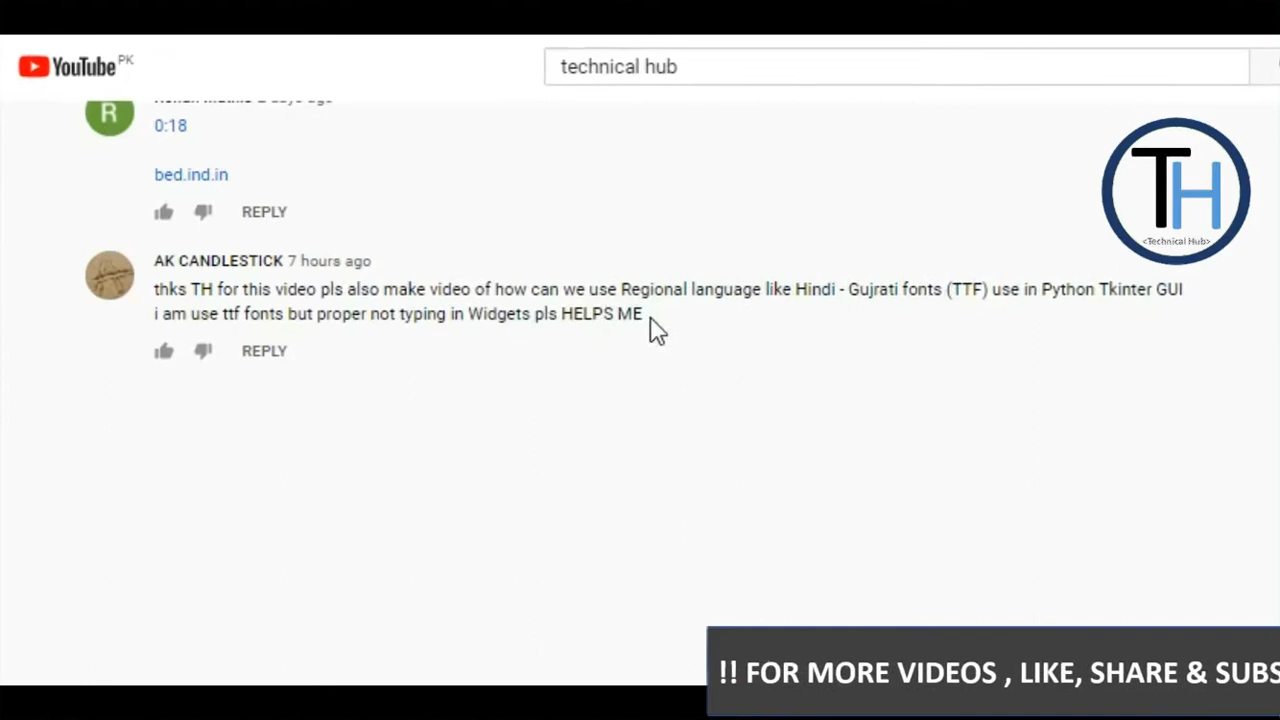 YouTube PK
technical hub
2 days ago
0:18
bed.ind.in
REPLY
AK CANDLESTICK 7 hours ago
thks TH for this video pls also make video of how can we use Regional language like Hindi - Gujrati fonts (TTF) use in Python Tkinter GUI
i am use ttf fonts but proper not typing in Widgets pls HELPS ME
REPLY
R
TH
<Technical Hub>
!! FOR MORE VIDEOS , LIKE, SHARE & SUBS